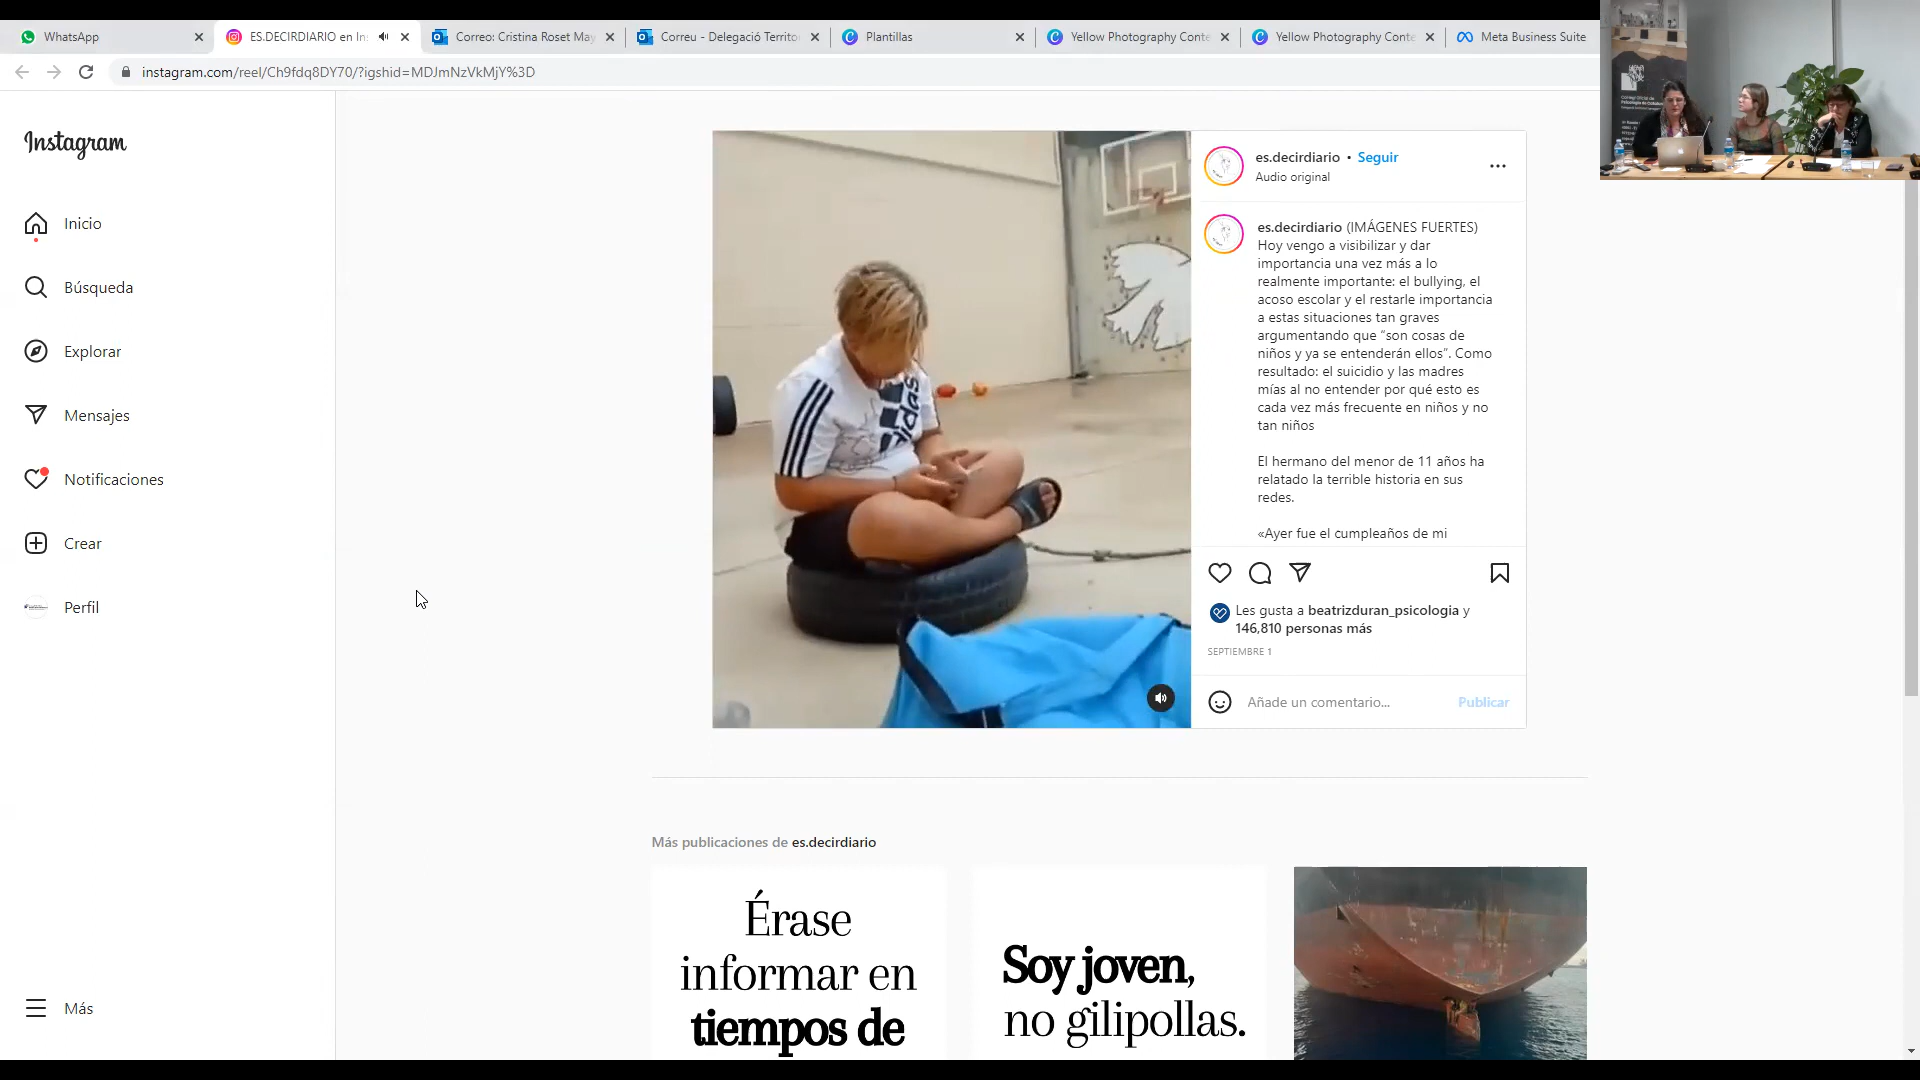 WhatsApp
ES.DECIRDIARIO en Ins
Correo: Cristina Roset May
Correu - Delegació Territo
Plantillas
Yellow Photography Conte
Yellow Photography Conte
Meta Business Suite
instagram.com/reel/Ch9fdq8DY70/?igshid=MDJmNzVkMjY%3D
Instagram
Inicio
Búsqueda
Explorar
Mensajes
Notificaciones
Crear
Perfil
Más
adidas
es.decirdiario • Seguir
Audio original
es.decirdiario (IMÁGENES FUERTES)
Hoy vengo a visibilizar y dar
importancia una vez más a lo
realmente importante: el bullying, el
acoso escolar y el restarle importancia
a estas situaciones tan graves
argumentando que “son cosas de
niños y ya se entenderán ellos”. Como
resultado: el suicidio y las madres
mías al no entender por qué esto es
cada vez más frecuente en niños y no
tan niños
El hermano del menor de 11 años ha
relatado la terrible historia en sus
redes.
«Ayer fue el cumpleaños de mi
Les gusta a beatrizduran_psicologia y
146,810 personas más
SEPTIEMBRE 1
Añade un comentario...
Publicar
Más publicaciones de es.decirdiario
Érase
informar en
tiempos de
Soy joven,
no gilipollas.